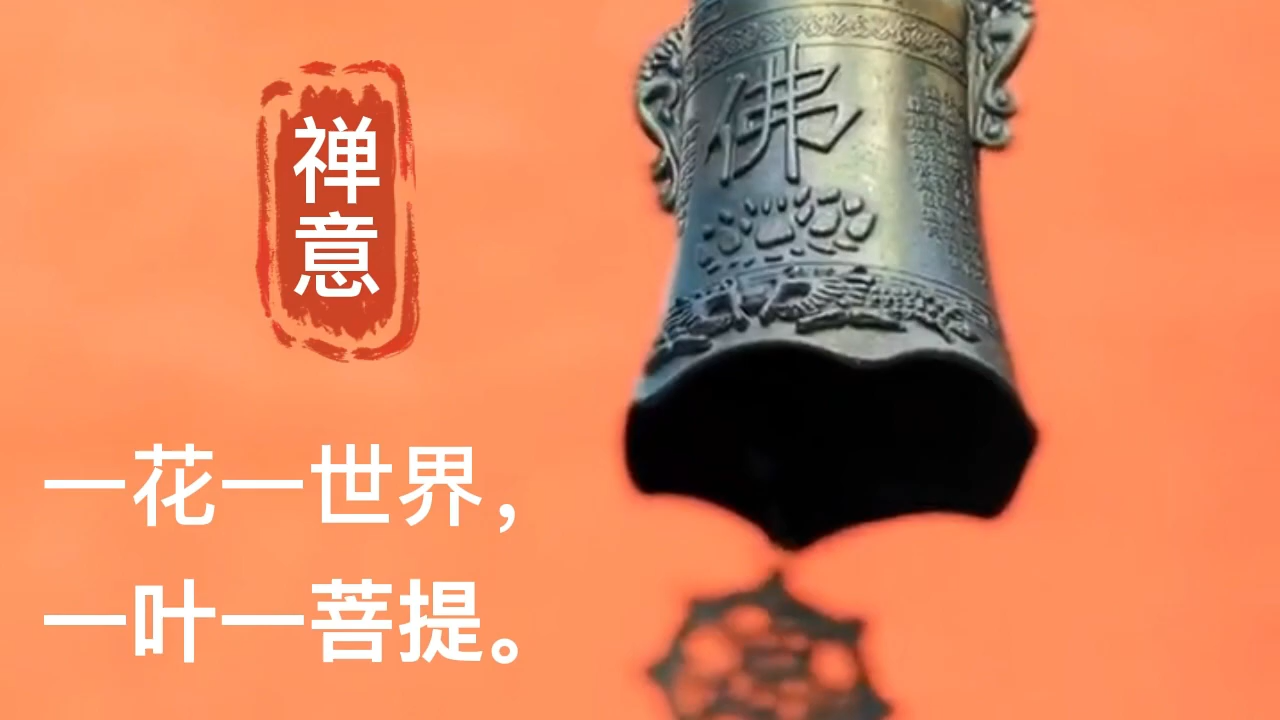 禅意
一花一世界，
一叶一菩提。
佛